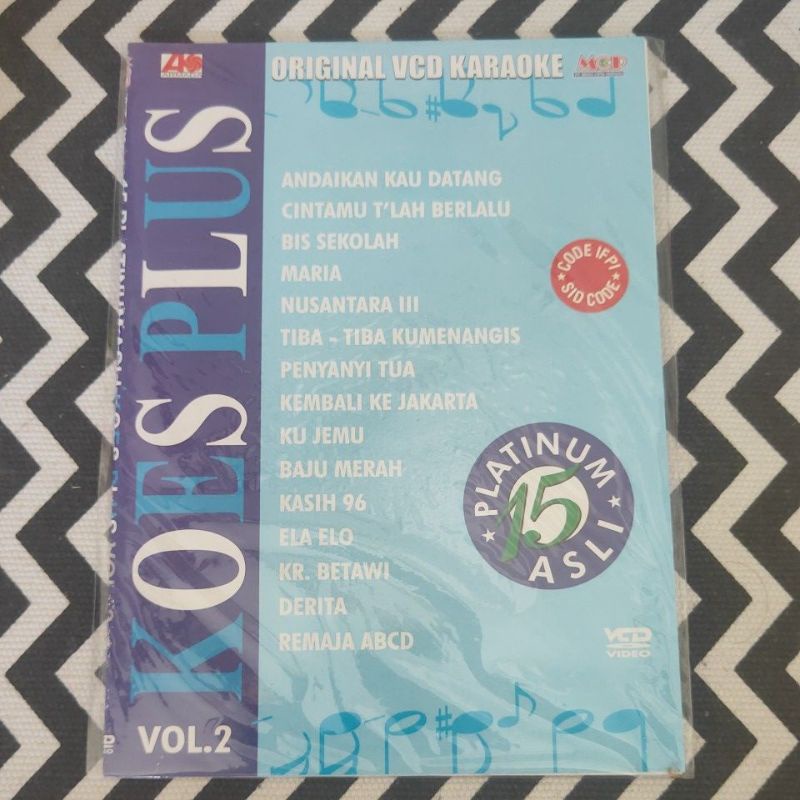 ORIGINAL VCD KARAOKE
MCP
KOES PLUS
VOL.2
ANDAIKAN KAU DATANG
CINTAMU T'LAH BERLALU
BIS SEKOLAH
MARIA
NUSANTARA III
TIBA - TIBA KUMENANGIS
PENYANYI TUA
KEMBALI KE JAKARTA
KU JEMU
BAJU MERAH
KASIH 96
ELA ELO
KR. BETAWI
DERITA
REMAJA ABCD
CODE IFPI
SID CODE
PLATINUM
15
ASLI
VCD
VIDEO